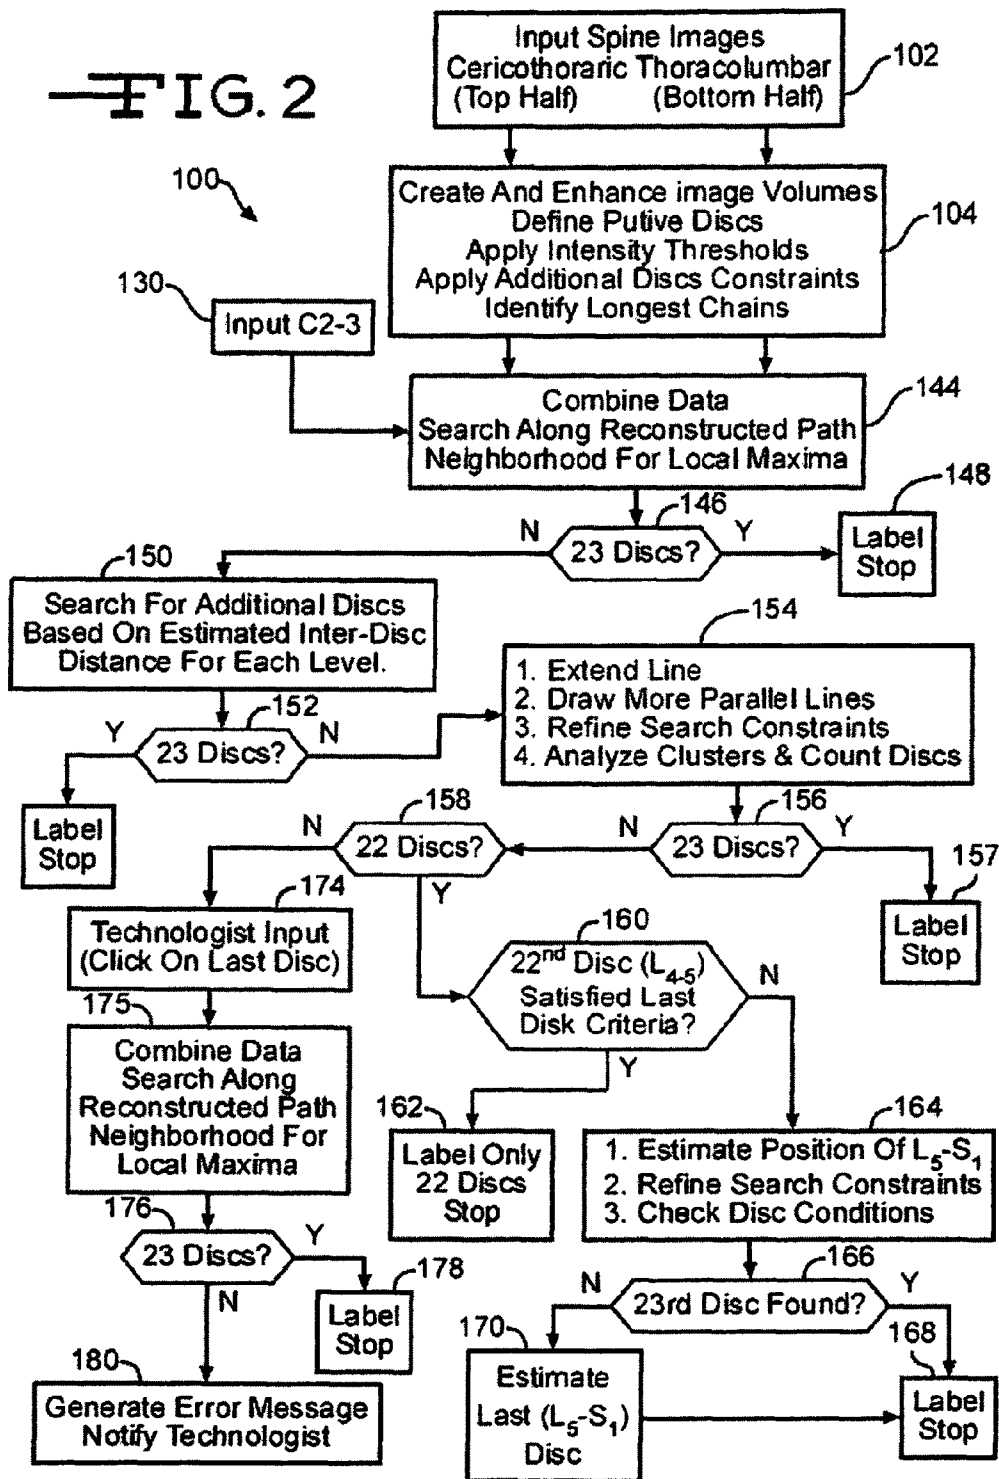 FIG. 2
100
Input Spine Images
Cericothoraric Thoracolumbar
(Top Half) (Bottom Half)
102
Create And Enhance image Volumes
Define Putive Discs
Apply Intensity Thresholds
Apply Additional Discs Constraints
Identify Longest Chains
104
130
Input C2-3
Combine Data
Search Along Reconstructed Path
Neighborhood For Local Maxima
144
146
N
23 Discs?
Y
148
Label
Stop
150
Search For Additional Discs
Based On Estimated Inter-Disc
Distance For Each Level.
154
1. Extend Line
2. Draw More Parallel Lines
3. Refine Search Constraints
4. Analyze Clusters & Count Discs
152
Y
23 Discs?
N
Label
Stop
158
N
22 Discs?
Y
156
N
23 Discs?
Y
157
Label
Stop
174
Technologist Input
(Click On Last Disc)
160
22nd Disc (L4-5)
Satisfied Last
Disk Criteria?
N
Y
175
Combine Data
Search Along
Reconstructed Path
Neighborhood For
Local Maxima
162
Label Only
22 Discs
Stop
164
1. Estimate Position Of L5-S1
2. Refine Search Constraints
3. Check Disc Conditions
176
23 Discs?
Y
N
178
Label
Stop
166
N
23rd Disc Found?
Y
170
Estimate
Last (L5-S1)
Disc
168
Label
Stop
180
Generate Error Message
Notify Technologist